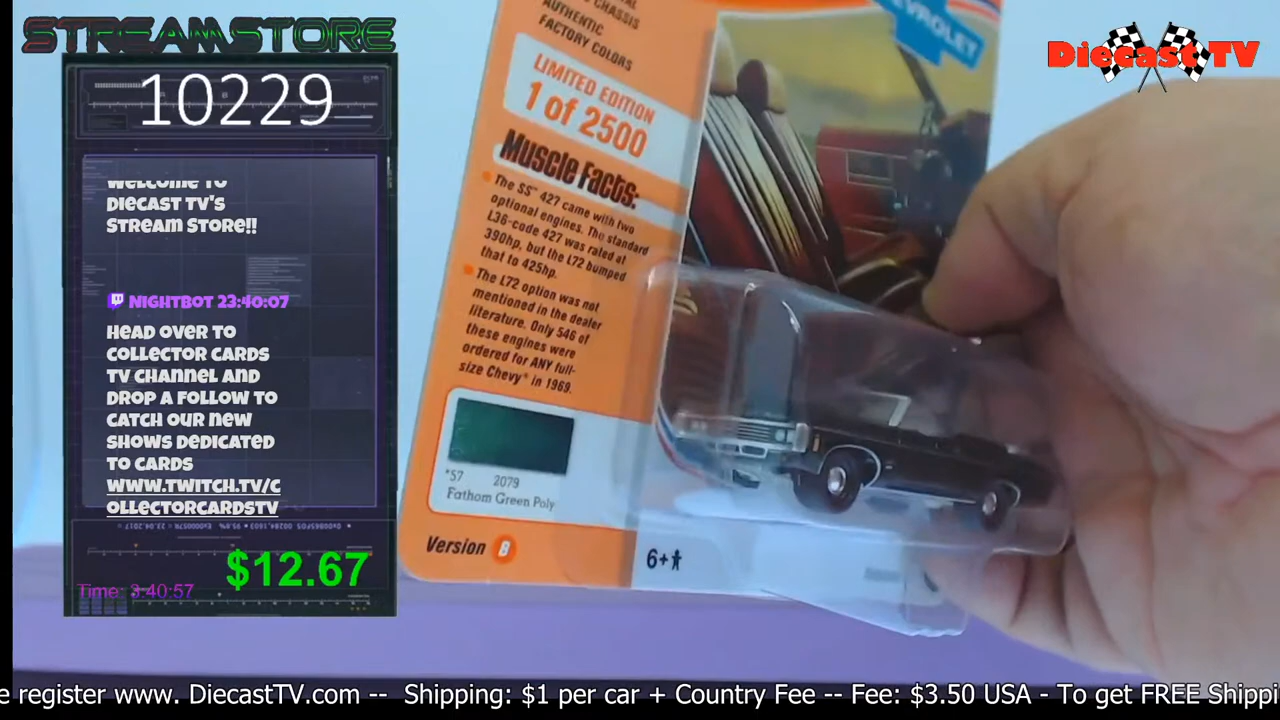 STREAMSTORE
10229
WELCOME TO
DIECAST TV'S
STREAM STORE!!
NIGHTBOT 23:40:07
HEAD OVER TO
COLLECTOR CARDS
TV CHANNEL AND
DROP A FOLLOW TO
CATCH OUR NEW
SHOWS DEDICATED
TO CARDS
WWW.TWITCH.TV/C
OLLECTORCARDSTV
$12.67
Time: 3:40:57
CHASSIS
AUTHENTIC
FACTORY COLORS
LIMITED EDITION
1 of 2500
Muscle Facts:
The SS™ 427 came with two
optional engines. The standard
L36-code 427 was rated at
390hp, but the L72 bumped
that to 425hp.
The L72 option was not
mentioned in the dealer
literature. Only 546 of
these engines were
ordered for ANY full-
size Chevy® in 1969.
*57 2079
Fathom Green Poly
Version B
6+
CHEVROLET
Diecast TV
e register www. DiecastTV.com -- Shipping: $1 per car + Country Fee -- Fee: $3.50 USA - To get FREE Shippi